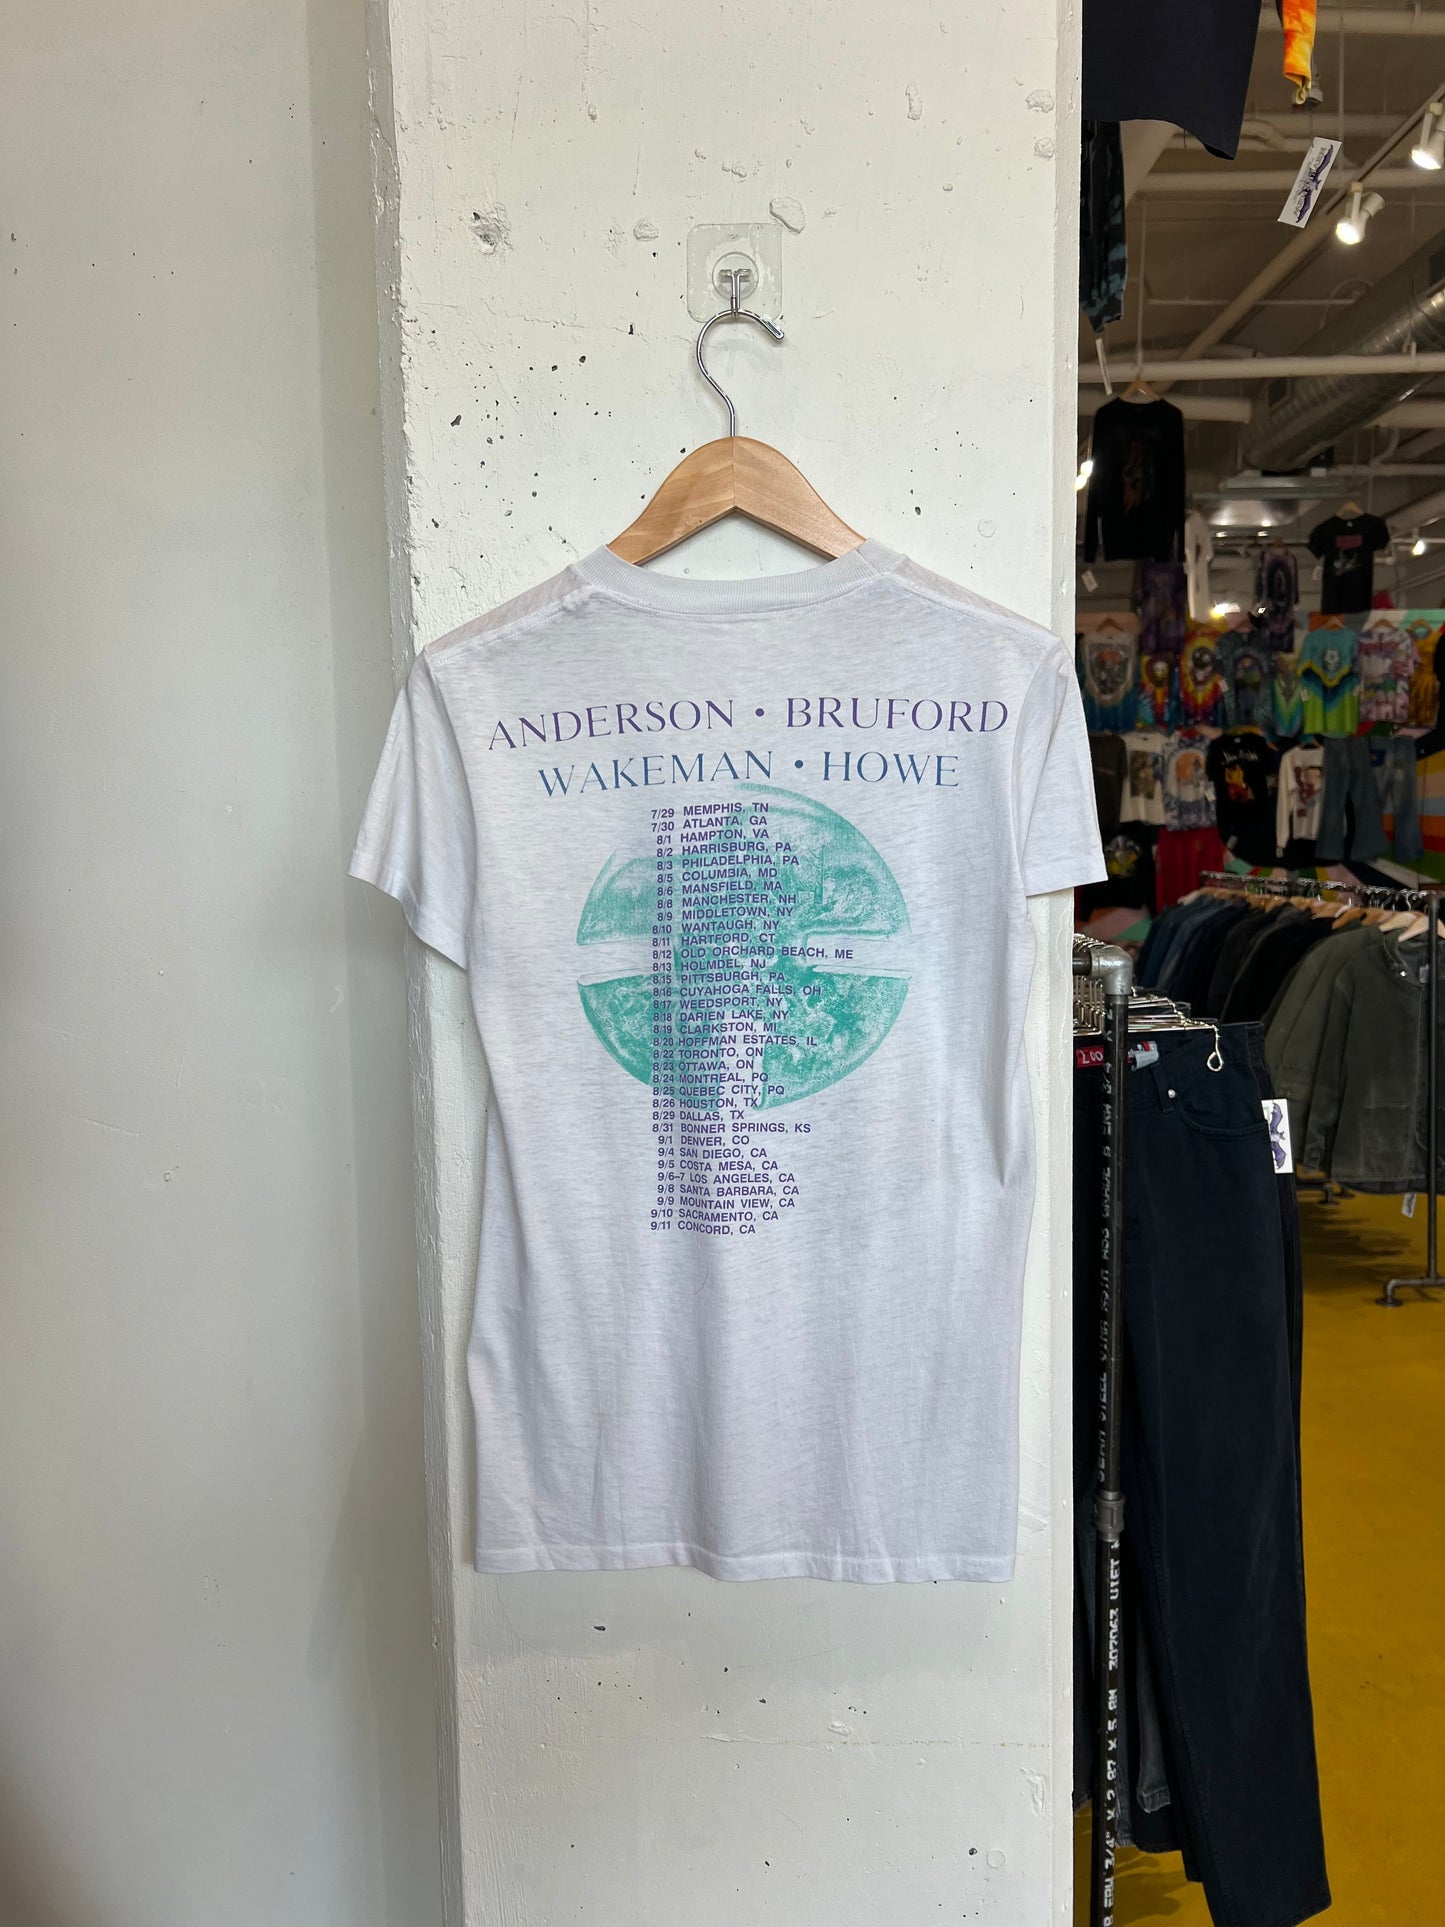 ANDERSON • BRUFORD
WAKEMAN • HOWE
7/29 MEMPHIS, TN
7/30 ATLANTA, GA
8/1 HAMPTON, VA
8/2 HARRISBURG, PA
8/3 PHILADELPHIA, PA
8/5 COLUMBIA, MD
8/6 MANSFIELD, MA
8/8 MANCHESTER, NH
8/9 MIDDLETOWN, NY
8/10 WANTAUGH, NY
8/11 HARTFORD, CT
8/12 OLD ORCHARD BEACH, ME
8/13 HOLMDEL, NJ
8/15 PITTSBURGH, PA
8/16 CUYAHOGA FALLS, OH
8/17 WEEDSPORT, NY
8/18 DARIEN LAKE, NY
8/19 CLARKSTON, MI
8/20 HOFFMAN ESTATES, IL
8/22 TORONTO, ON
8/23 OTTAWA, ON
8/24 MONTREAL, PQ
8/25 QUEBEC CITY, PQ
8/26 HOUSTON, TX
8/29 DALLAS, TX
8/31 BONNER SPRINGS, KS
9/1 DENVER, CO
9/4 SAN DIEGO, CA
9/5 COSTA MESA, CA
9/6–7 LOS ANGELES, CA
9/8 SANTA BARBARA, CA
9/9 MOUNTAIN VIEW, CA
9/10 SACRAMENTO, CA
9/11 CONCORD, CA
200